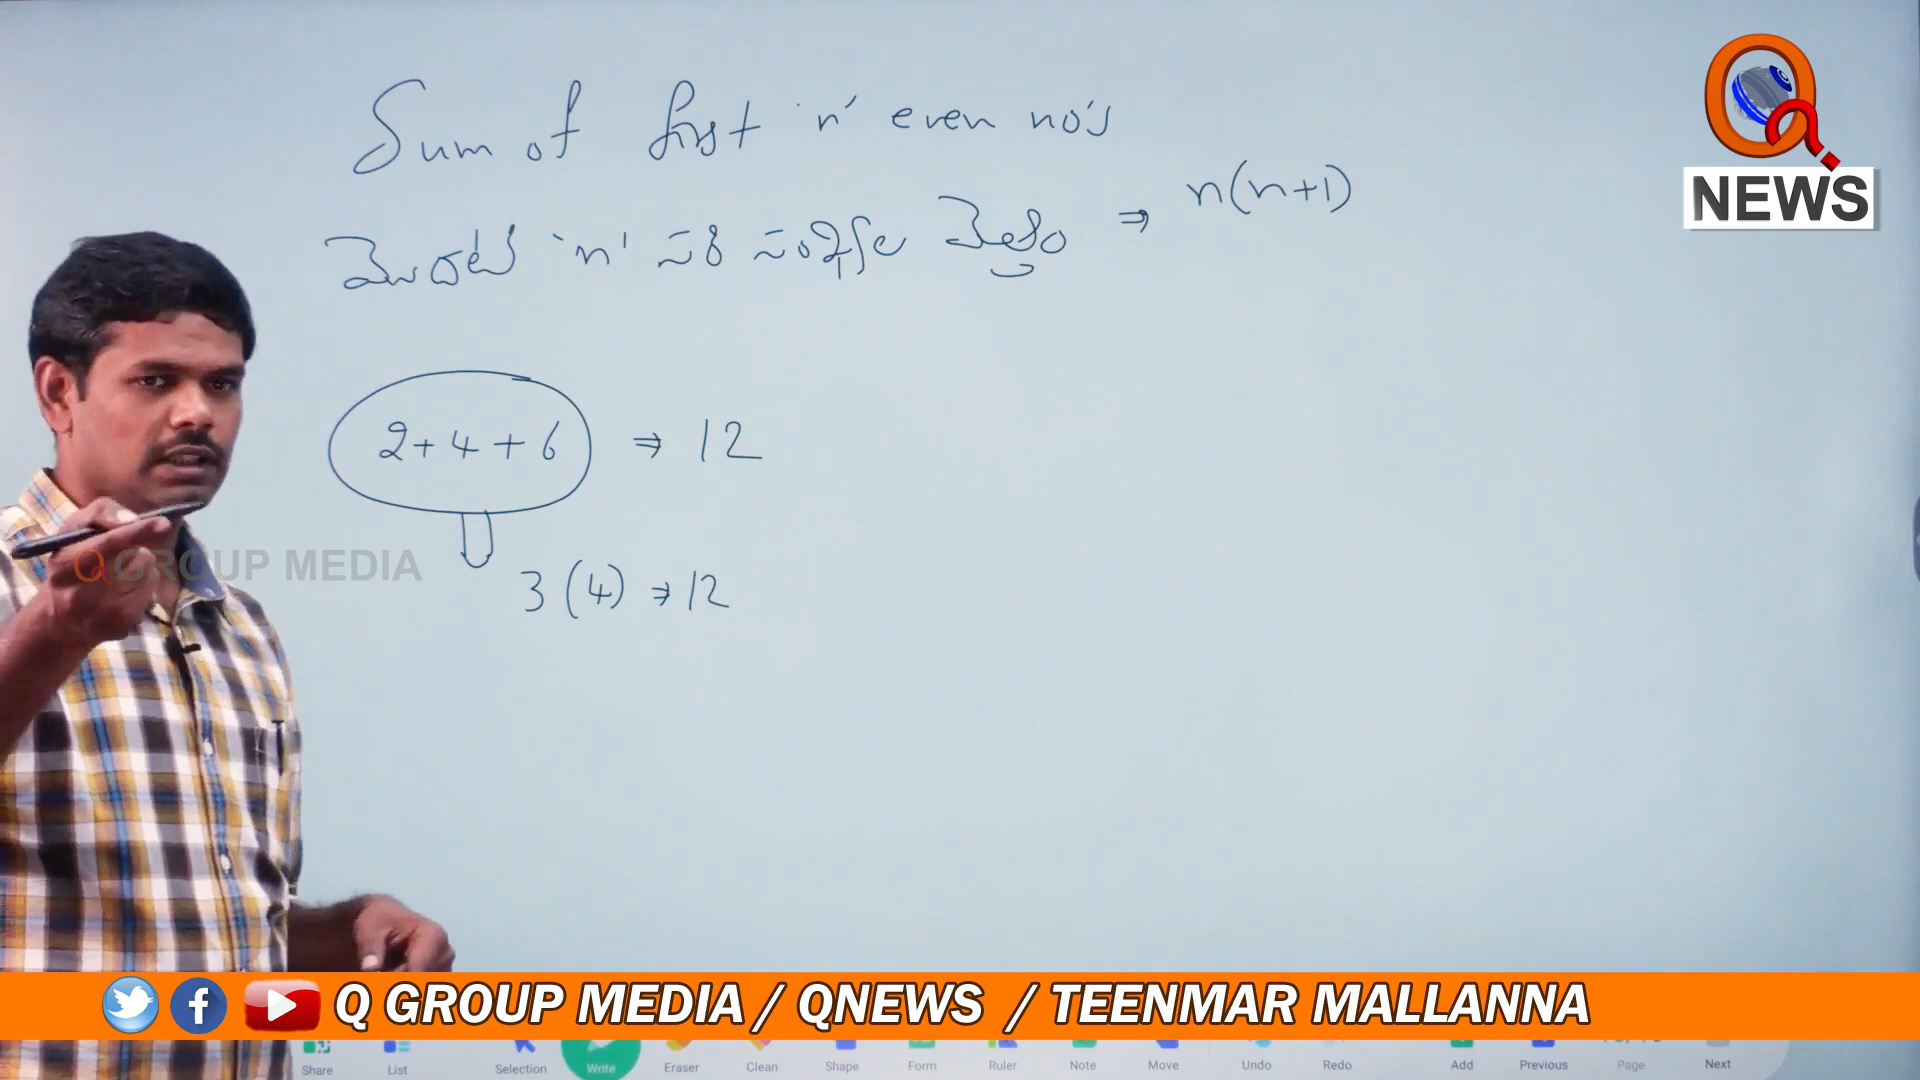 Sum of first 'n' even no's
మొదట 'n' సరి సంఖ్యల మొత్తం ⇒ n(n+1)
2+4+6 ⇒ 12
3(4) ⇒ 12
Q NEWS
Q GROUP MEDIA
Q GROUP MEDIA / QNEWS / TEENMAR MALLANNA
Share List Selection Write Eraser Clean Shape Form Ruler Note Move Undo Redo Add Previous Page Next